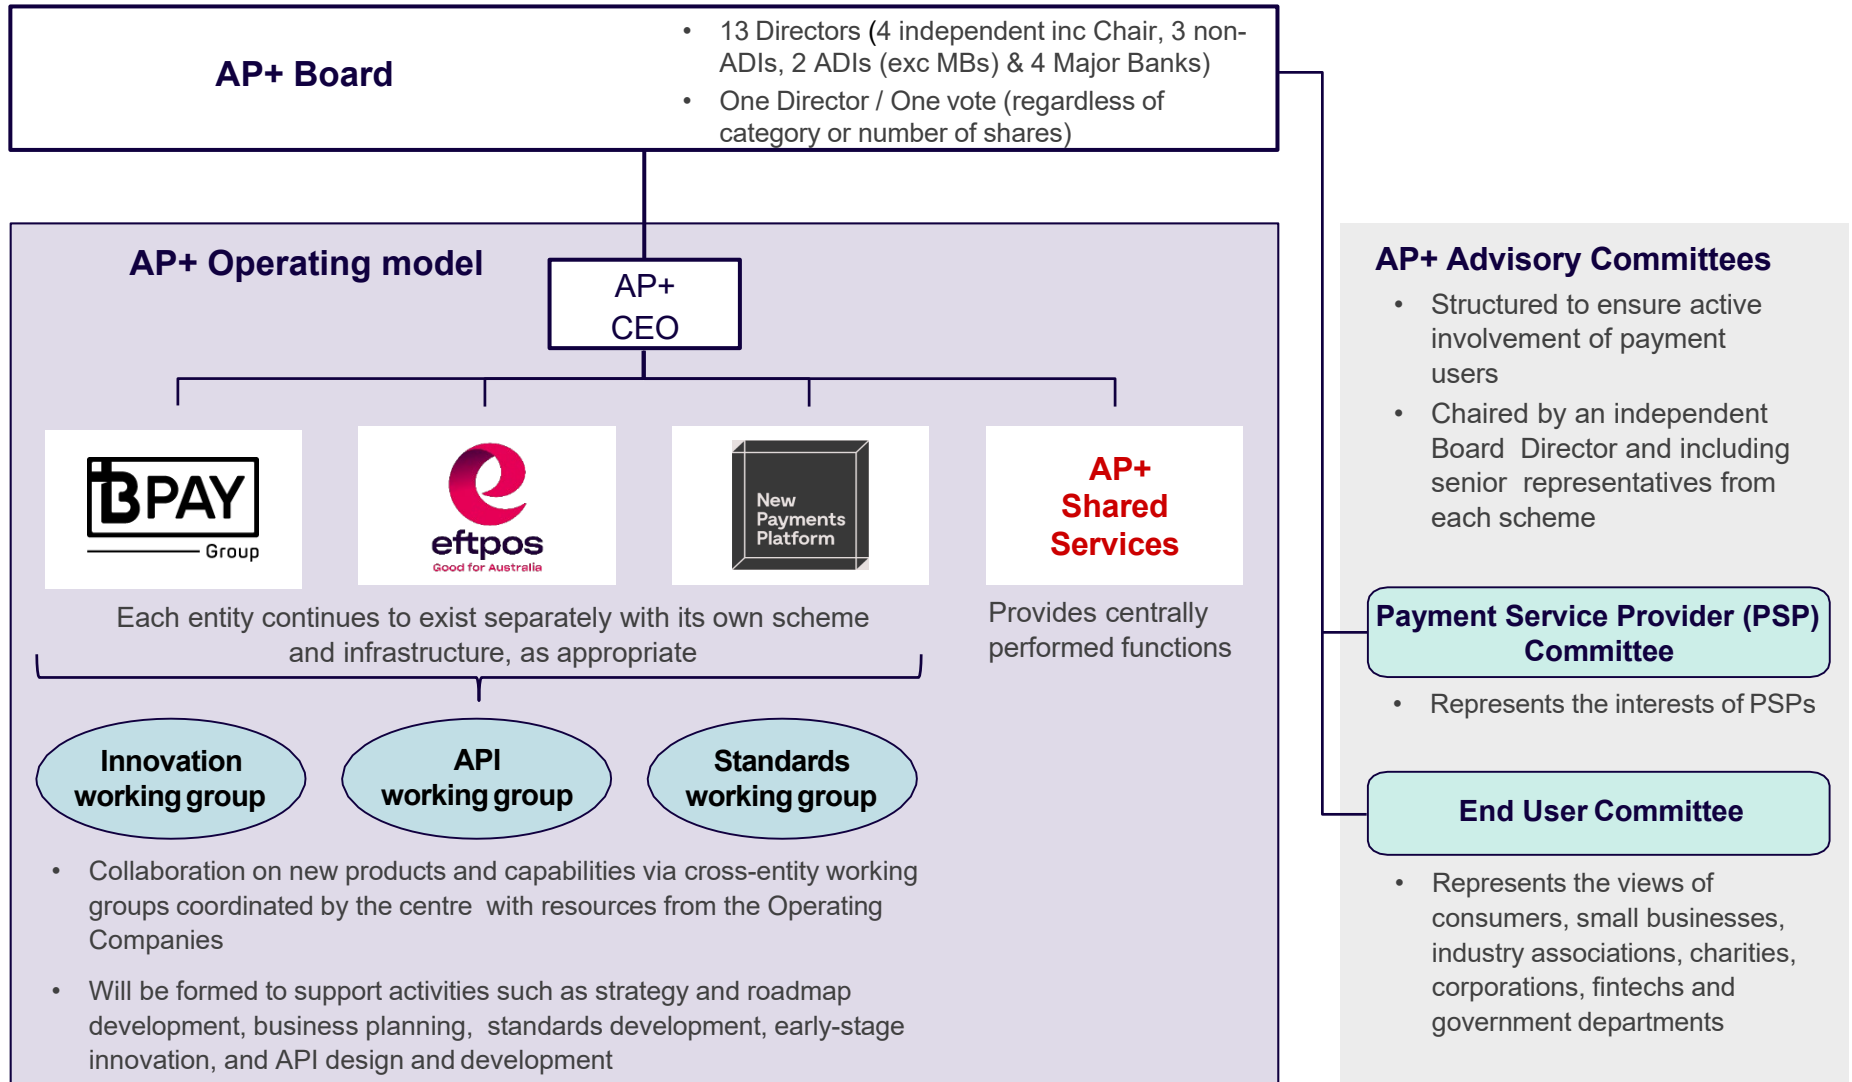 AP+ Board
• 13 Directors (4 independent inc Chair, 3 non-
ADIs, 2 ADIs (exc MBs) & 4 Major Banks)
• One Director / One vote (regardless of
category or number of shares)
AP+ Operating model
AP+
CEO
BPAY
Group
eftpos
Good for Australia
New
Payments
Platform
AP+
Shared
Services
Each entity continues to exist separately with its own scheme
and infrastructure, as appropriate
Provides centrally
performed functions
Innovation
working group
API
working group
Standards
working group
• Collaboration on new products and capabilities via cross-entity working
groups coordinated by the centre with resources from the Operating
Companies
• Will be formed to support activities such as strategy and roadmap
development, business planning, standards development, early-stage
innovation, and API design and development
AP+ Advisory Committees
• Structured to ensure active
involvement of payment
users
• Chaired by an independent
Board Director and including
senior representatives from
each scheme
Payment Service Provider (PSP)
Committee
• Represents the interests of PSPs
End User Committee
• Represents the views of
consumers, small businesses,
industry associations, charities,
corporations, fintechs and
government departments